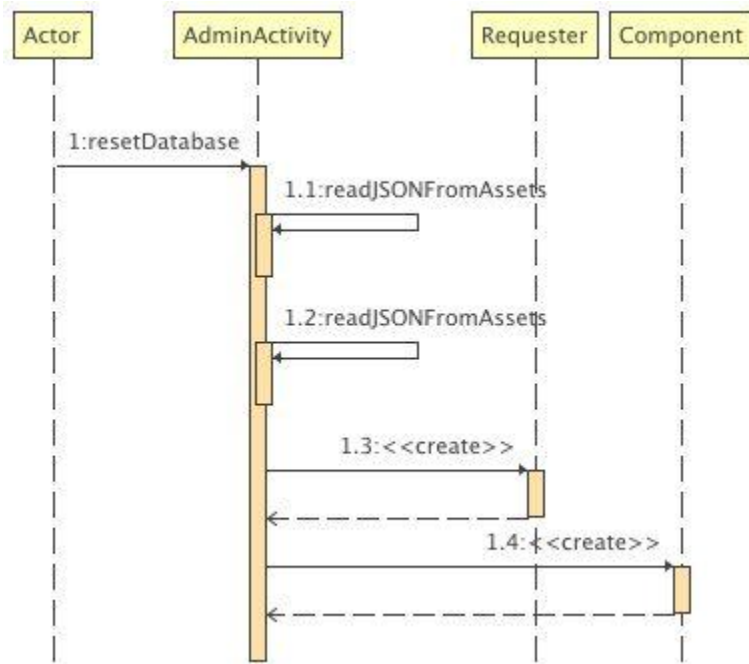 Actor
AdminActivity
Requester
Component
1:resetDatabase
1.1:readJSONFromAssets
1.2:readJSONFromAssets
1.3:<<create>>
1.4:<<create>>